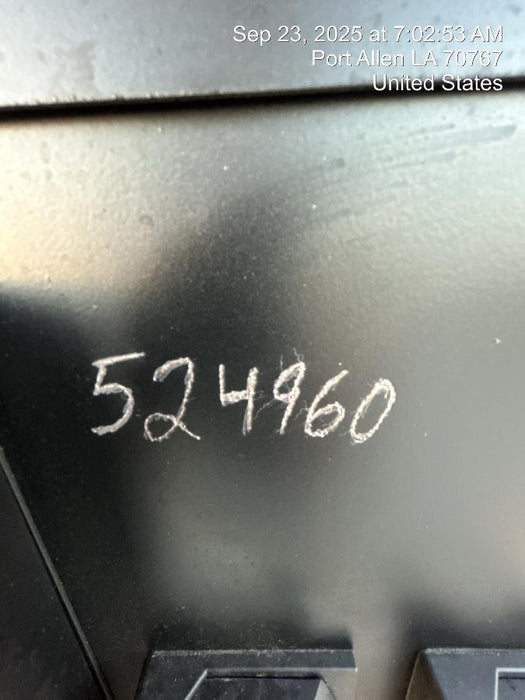 Sep 23, 2025 at 7:02:53 AM
Port Allen LA 70767
United States
524960